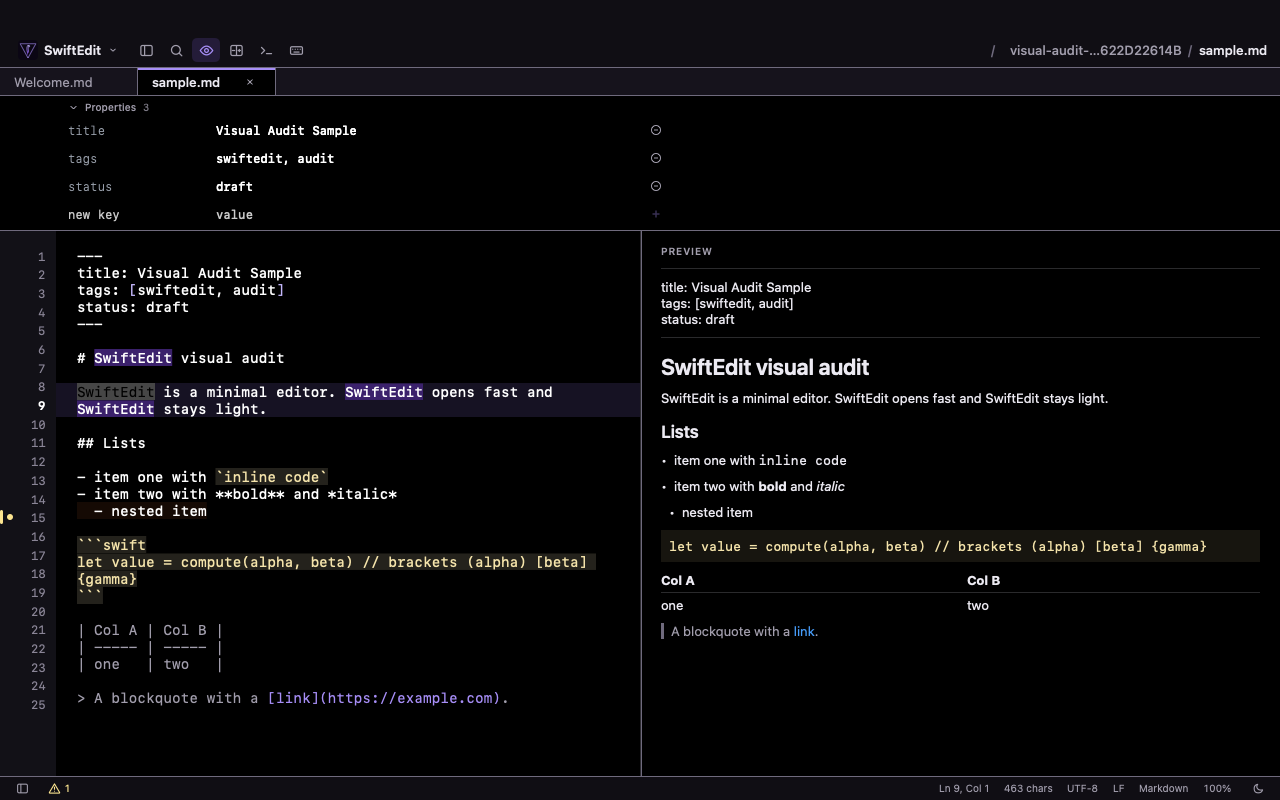 SwiftEdit
/ visual-audit-...622D22614B / sample.md
Welcome.md
sample.md ×
Properties 3
title Visual Audit Sample
tags swiftedit, audit
status draft
new key value +
1
2
3
4
5
6
7
8
9
10
11
12
13
14
15
16
17
18
19
20
21
22
23
24
25
---
title: Visual Audit Sample
tags: [swiftedit, audit]
status: draft
---
# SwiftEdit visual audit
SwiftEdit is a minimal editor. SwiftEdit opens fast and
SwiftEdit stays light.
## Lists
- item one with `inline code`
- item two with **bold** and *italic*
- nested item
```swift
let value = compute(alpha, beta) // brackets (alpha) [beta]
{gamma}
```
| Col A | Col B |
| ----- | ----- |
| one   | two   |
> A blockquote with a [link](https://example.com).
PREVIEW
title: Visual Audit Sample
tags: [swiftedit, audit]
status: draft
SwiftEdit visual audit
SwiftEdit is a minimal editor. SwiftEdit opens fast and SwiftEdit stays light.
Lists
• item one with inline code
• item two with bold and italic
• nested item
let value = compute(alpha, beta) // brackets (alpha) [beta] {gamma}
Col A Col B
one two
A blockquote with a link.
1
Ln 9, Col 1 463 chars UTF-8 LF Markdown 100%